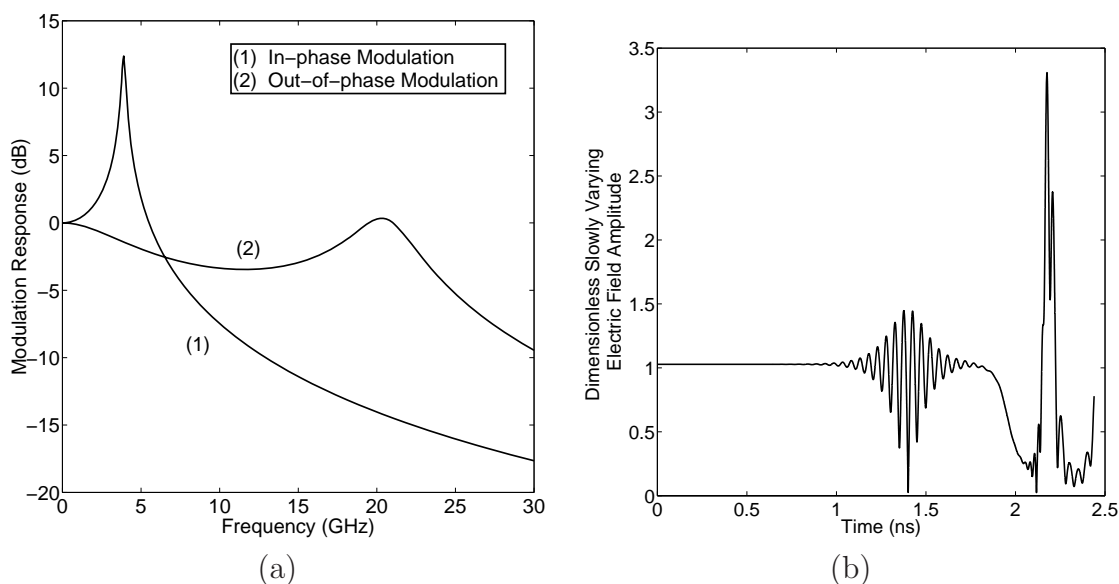 15
10
5
0
−5
−10
−15
−20
Modulation Response (dB)
(1) In−phase Modulation
(2) Out−of−phase Modulation
(2)
(1)
0 5 10 15 20 25 30
Frequency (GHz)
(a)
3.5
3
2.5
2
1.5
1
0.5
0
Dimensionless Slowly Varying
Electric Field Amplitude
0 0.5 1 1.5 2 2.5
Time (ns)
(b)